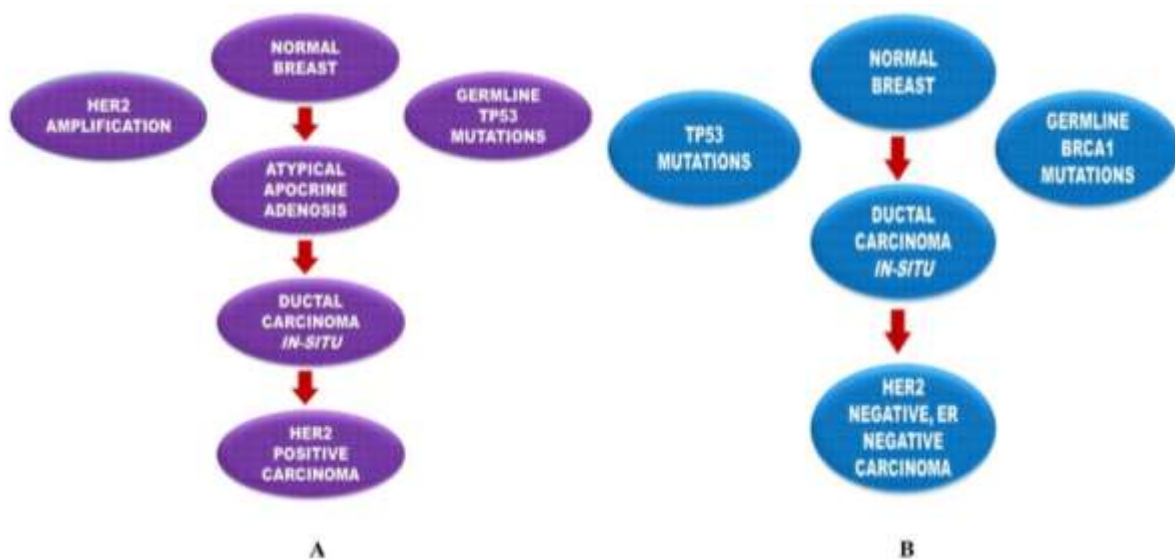 NORMAL
BREAST
HER2
AMPLIFICATION
GERMLINE
TP53
MUTATIONS
ATYPICAL
APOCRINE
ADENOSIS
DUCTAL
CARCINOMA
IN-SITU
HER2
POSITIVE
CARCINOMA
A
NORMAL
BREAST
TP53
MUTATIONS
GERMLINE
BRCA1
MUTATIONS
DUCTAL
CARCINOMA
IN-SITU
HER2
NEGATIVE, ER
NEGATIVE
CARCINOMA
B